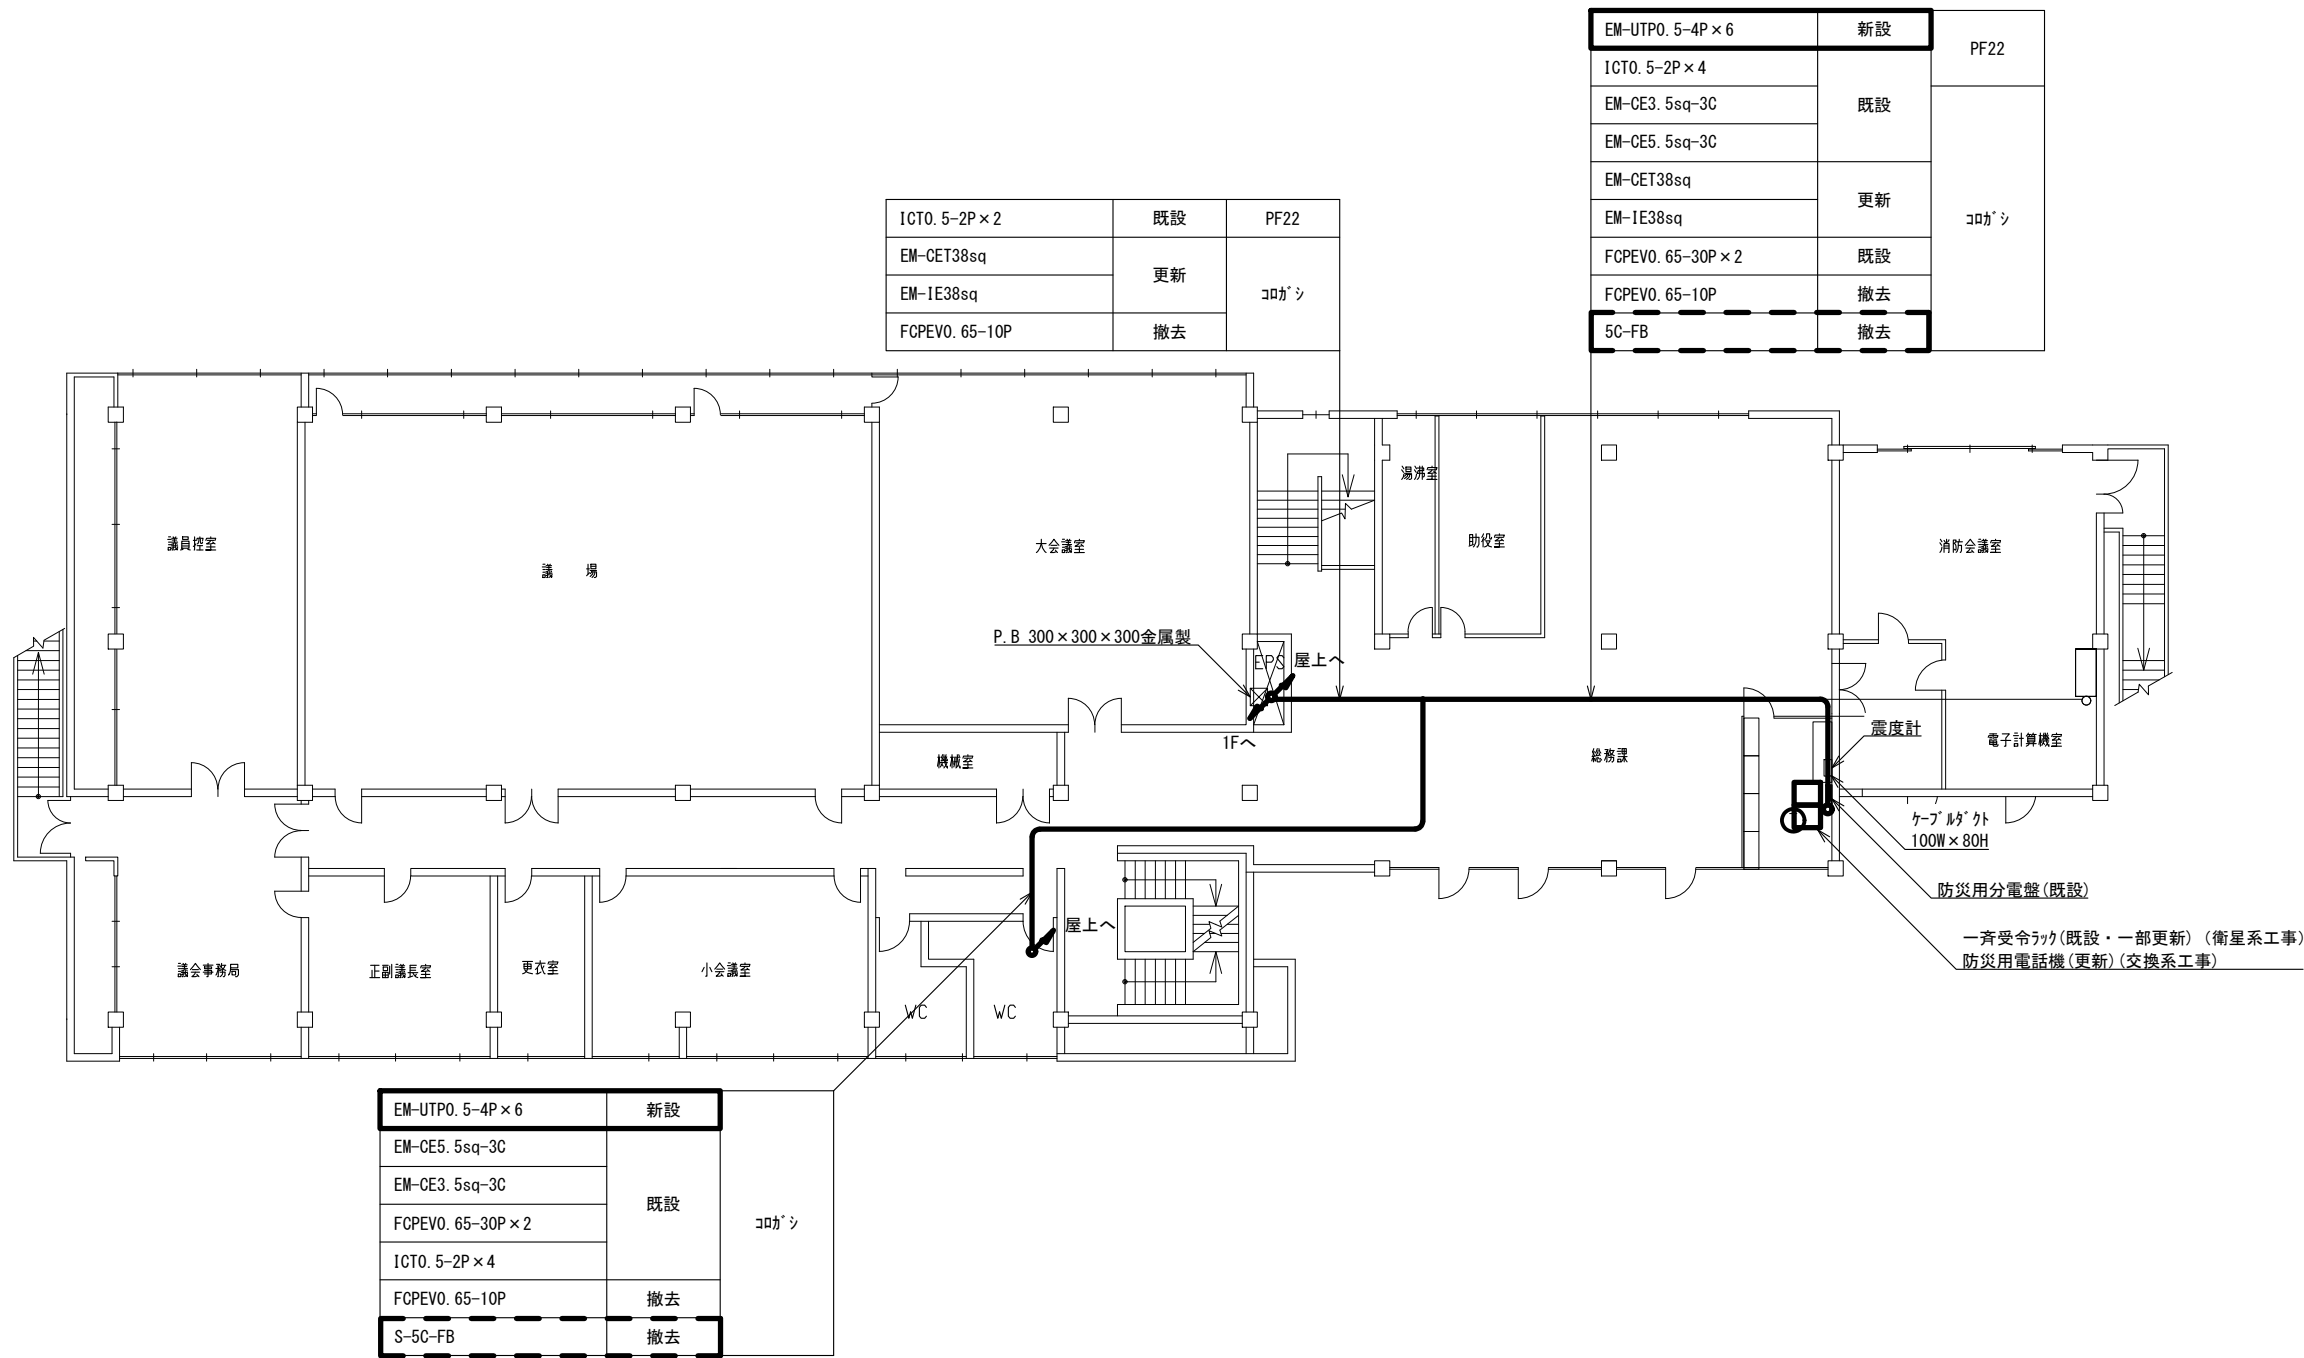 EM-UTP0.5-4P×6 新設 PF22
ICT0.5-2P×4 既設
EM-CE3.5sq-3C
EM-CE5.5sq-3C
EM-CET38sq 更新 ｺﾛｶﾞｼ
EM-IE38sq
FCPEV0.65-30P×2 既設
FCPEV0.65-10P 撤去
5C-FB 撤去
ICT0.5-2P×2 既設 PF22
EM-CET38sq 更新 ｺﾛｶﾞｼ
EM-IE38sq
FCPEV0.65-10P 撤去
議員控室
議 場
大会議室
湯沸室
助役室
消防会議室
P.B 300×300×300金属製
EPS
屋上へ
1Fへ
機械室
総務課
震度計
電子計算機室
ｹｰﾌﾞﾙﾀﾞｸﾄ
100W×80H
防災用分電盤(既設)
一斉受令ﾗｯｸ(既設・一部更新) (衛星系工事)
防災用電話機(更新)(交換系工事)
屋上へ
議会事務局
正副議長室
更衣室
小会議室
WC
WC
EM-UTP0.5-4P×6 新設
EM-CE5.5sq-3C 既設 ｺﾛｶﾞｼ
EM-CE3.5sq-3C
FCPEV0.65-30P×2
ICT0.5-2P×4
FCPEV0.65-10P 撤去
S-5C-FB 撤去